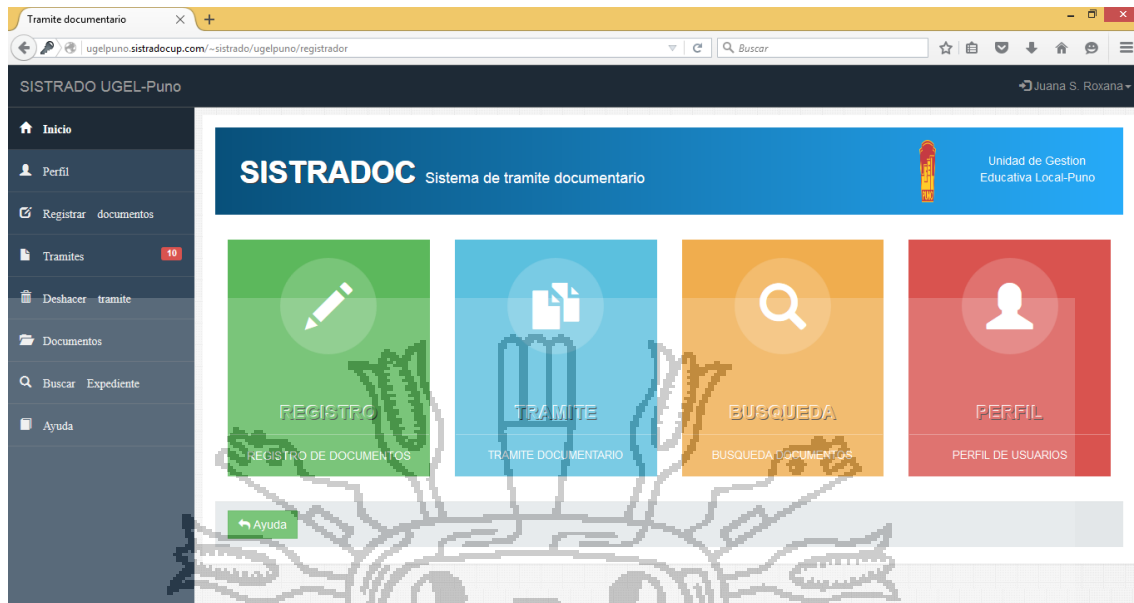 Tramite documentario
ugelpuno.sistradocup.com/~sistrado/ugelpuno/registrador
Buscar
SISTRADO UGEL-Puno
Juana S. Roxana
Inicio
Perfil
Registrar documentos
Tramites 10
Deshacer tramite
Documentos
Buscar Expediente
Ayuda
SISTRADOC Sistema de tramite documentario
PUNO
Unidad de Gestion
Educativa Local-Puno
REGISTRO
REGISTRO DE DOCUMENTOS
TRAMITE
TRAMITE DOCUMENTARIO
BUSQUEDA
BUSQUEDA DOCUMENTOS
PERFIL
PERFIL DE USUARIOS
Ayuda